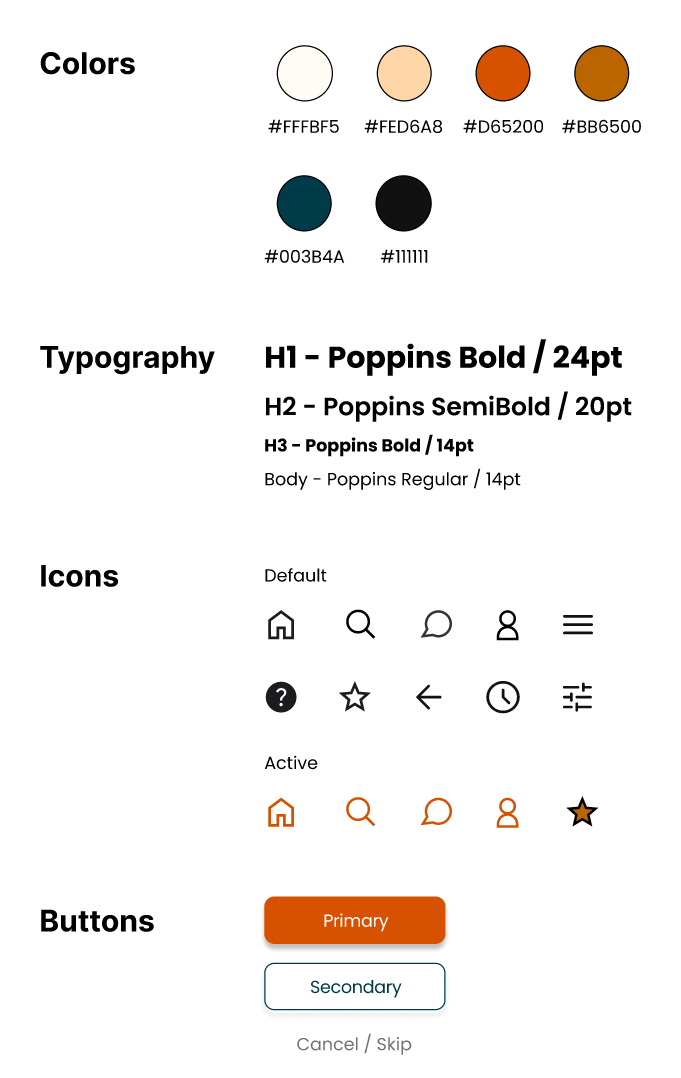 Colors
#FFFBF5 #FED6A8 #D65200 #BB6500
#003B4A #111111
Typography
H1 - Poppins Bold / 24pt
H2 - Poppins SemiBold / 20pt
H3 - Poppins Bold / 14pt
Body - Poppins Regular / 14pt
Icons
Default
?
Active
Buttons
Primary
Secondary
Cancel / Skip